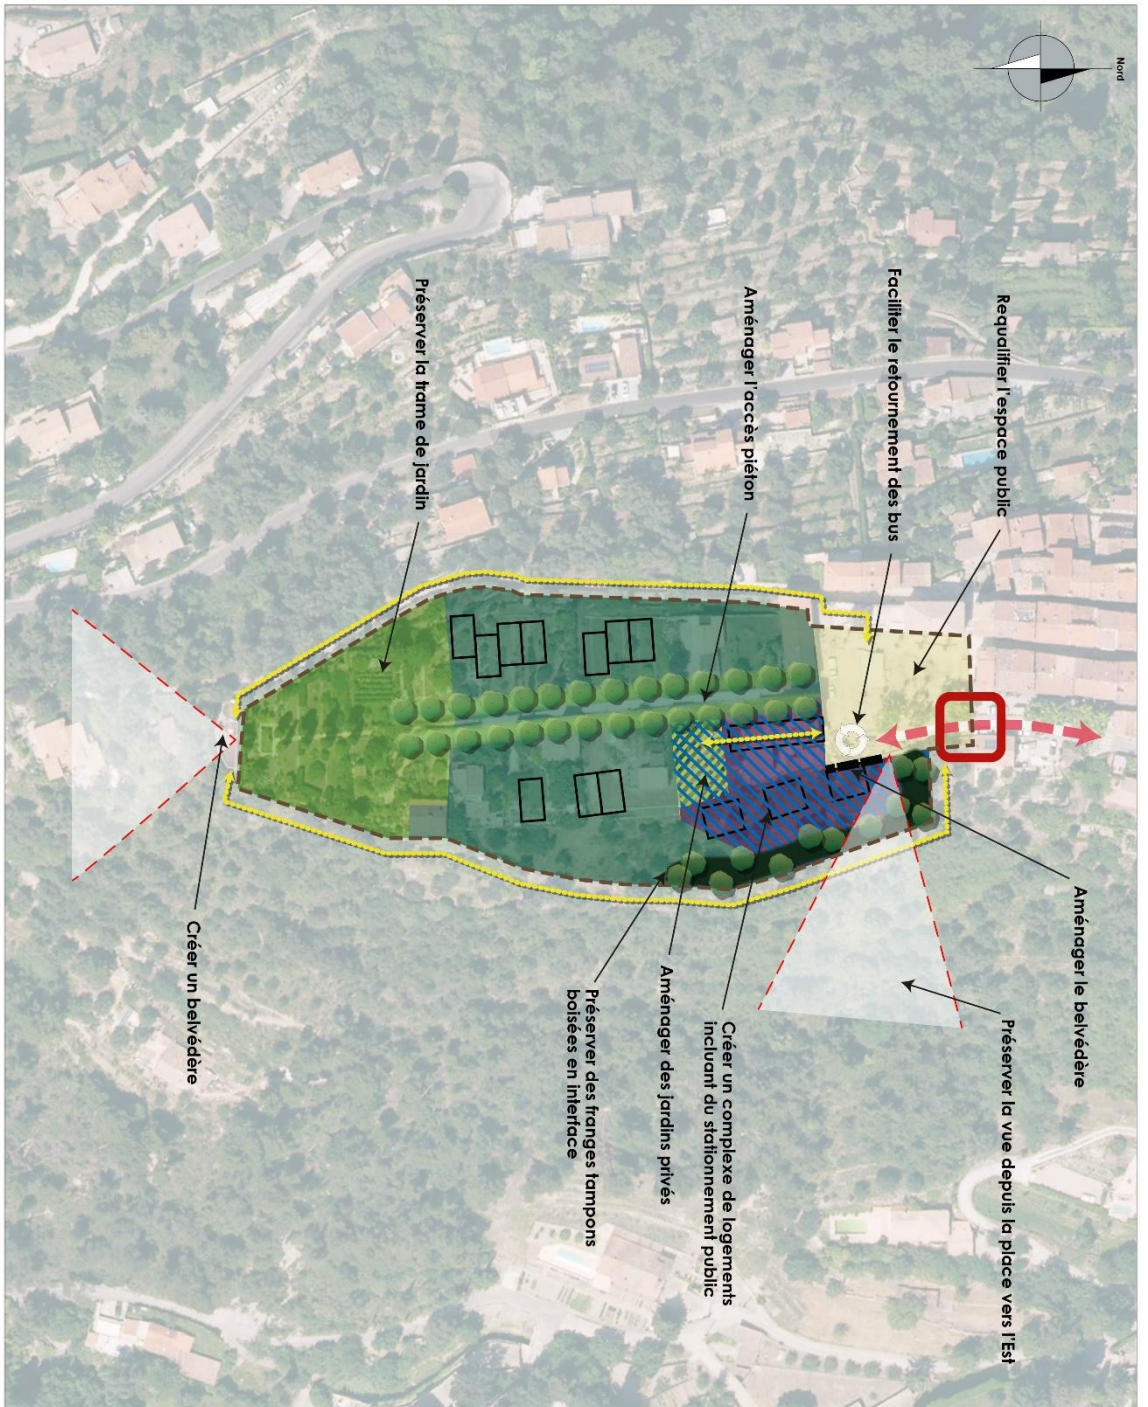 Nord
Aménager le belvédère
Préserver la vue depuis la place vers l'Est
Requalifier l'espace public
Faciliter le retournement des bus
Aménager l'accès piéton
Créer un complexe de logements
incluant du stationnement public
Aménager des jardins privés
Préserver des franges tampons
boisées en interface
Préserver la trame de jardin
Créer un belvédère